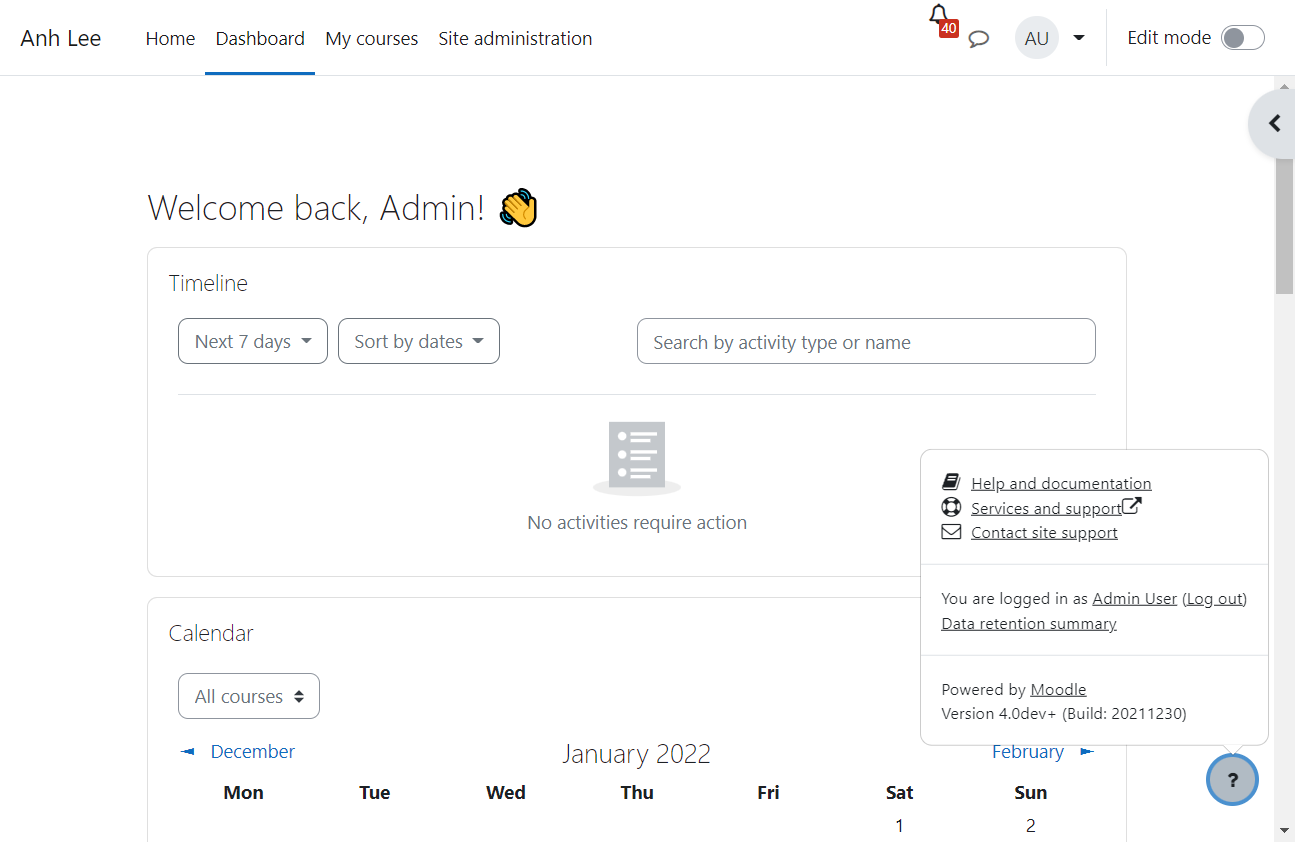 Anh Lee Home Dashboard My courses Site administration 40 AU Edit mode
Welcome back, Admin! 👋
Timeline
Next 7 days Sort by dates Search by activity type or name
No activities require action
Help and documentation
Services and support
Contact site support
You are logged in as Admin User (Log out)
Data retention summary
Powered by Moodle
Version 4.0dev+ (Build: 20211230)
?
Calendar
All courses
◄ December January 2022 February ►
Mon Tue Wed Thu Fri Sat Sun
1 2